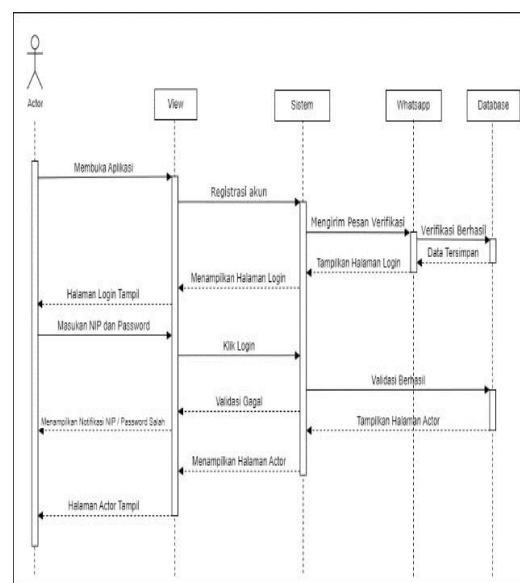 Actor
View
Sistem
Whatsapp
Database
Membuka Aplikasi
Registrasi akun
Mengirim Pesan Verifikasi
Verifikasi Berhasil
Data Tersimpan
Tampilkan Halaman Login
Menampilkan Halaman Login
Halaman Login Tampil
Masukan NIP dan Password
Klik Login
Validasi Berhasil
Validasi Gagal
Tampilkan Halaman Actor
Menampilkan Notifikasi NIP / Password Salah
Menampilkan Halaman Actor
Halaman Actor Tampil